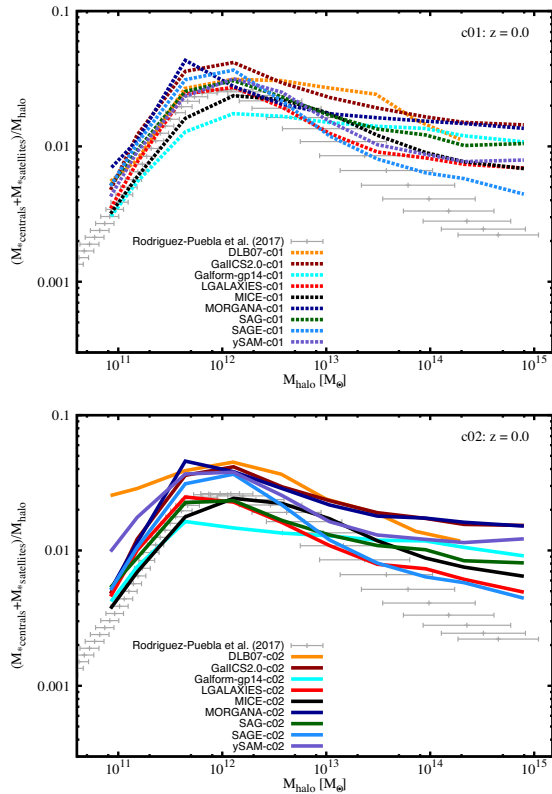 c01: z = 0.0
0.1
0.01
0.001
(M*centrals+M*satellites)/Mhalo
Rodriguez-Puebla et al. (2017)
DLB07-c01
GalICS2.0-c01
Galform-gp14-c01
LGALAXIES-c01
MICE-c01
MORGANA-c01
SAG-c01
SAGE-c01
ySAM-c01
10^11 10^12 10^13 10^14 10^15
Mhalo [M⊙]
c02: z = 0.0
0.1
0.01
0.001
(M*centrals+M*satellites)/Mhalo
Rodriguez-Puebla et al. (2017)
DLB07-c02
GalICS2.0-c02
Galform-gp14-c02
LGALAXIES-c02
MICE-c02
MORGANA-c02
SAG-c02
SAGE-c02
ySAM-c02
10^11 10^12 10^13 10^14 10^15
Mhalo [M⊙]